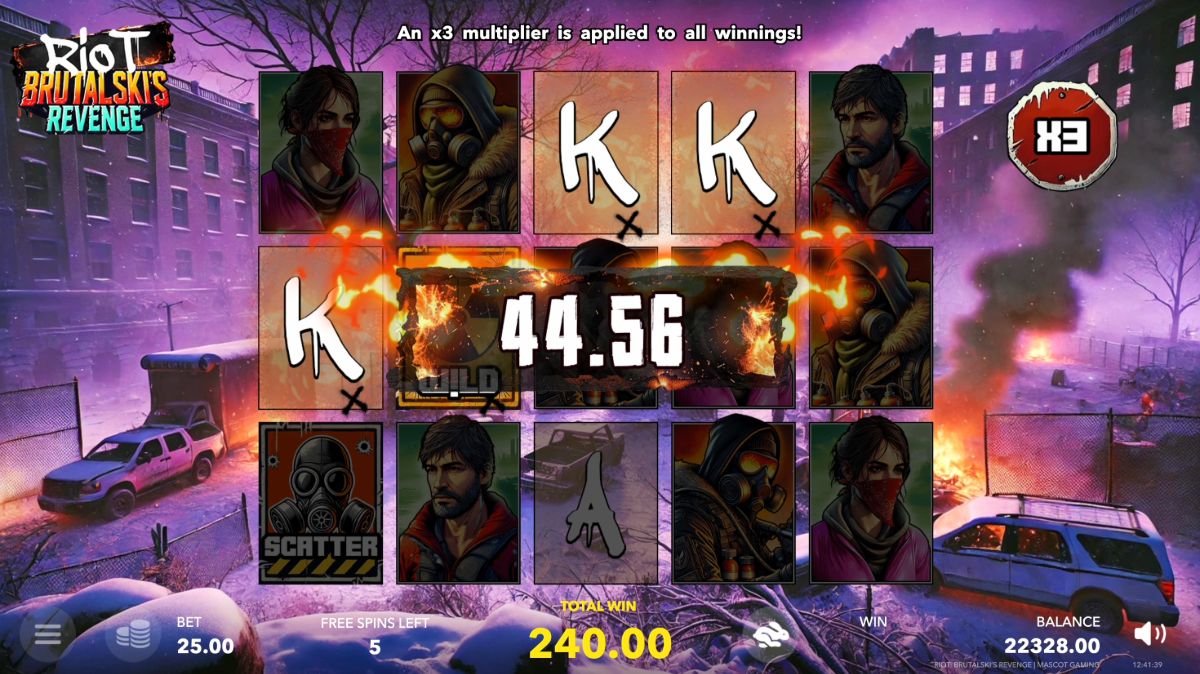 An x3 multiplier is applied to all winnings!
RIOT
BRUTALSKI'S
REVENGE
K
K
X3
K
WILD
44.56
SCATTER
A
TOTAL WIN
240.00
BET
25.00
FREE SPINS LEFT
5
WIN
BALANCE
22328.00
RIOT! BRUTALSKI'S REVENGE | MASCOT GAMING
12:41:39